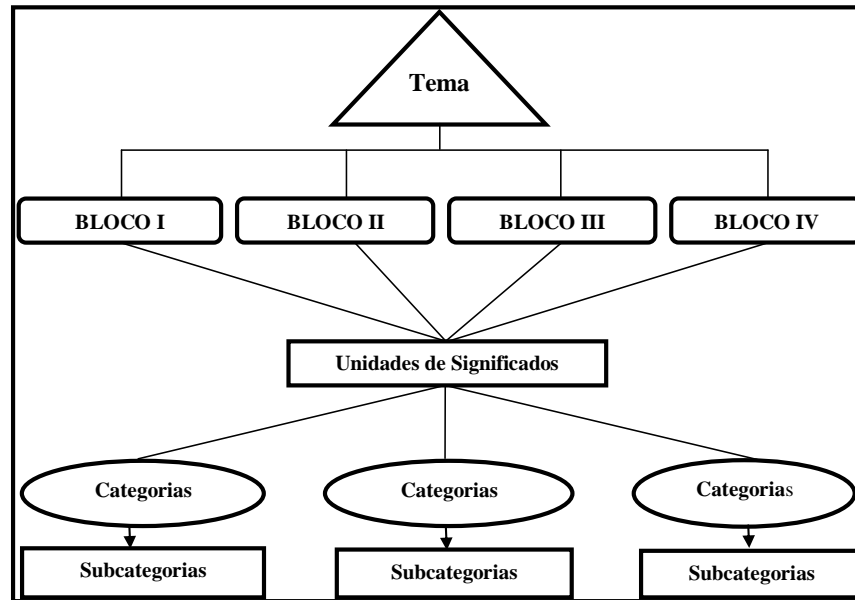 Tema
BLOCO I
BLOCO II
BLOCO III
BLOCO IV
Unidades de Significados
Categorias
Categorias
Categorias
Subcategorias
Subcategorias
Subcategorias